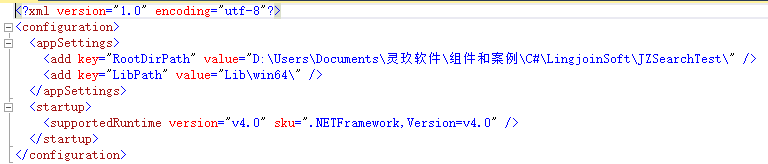 <?xml version="1.0" encoding="utf-8"?>
<configuration>
<appSettings>
<add key="RootDirPath" value="D:\Users\Documents\灵玖软件\组件和案例\C#\LingjoinSoft\JZSearchTest\" />
<add key="LibPath" value="Lib\win64\" />
</appSettings>
<startup>
<supportedRuntime version="v4.0" sku=".NETFramework,Version=v4.0" />
</startup>
</configuration>